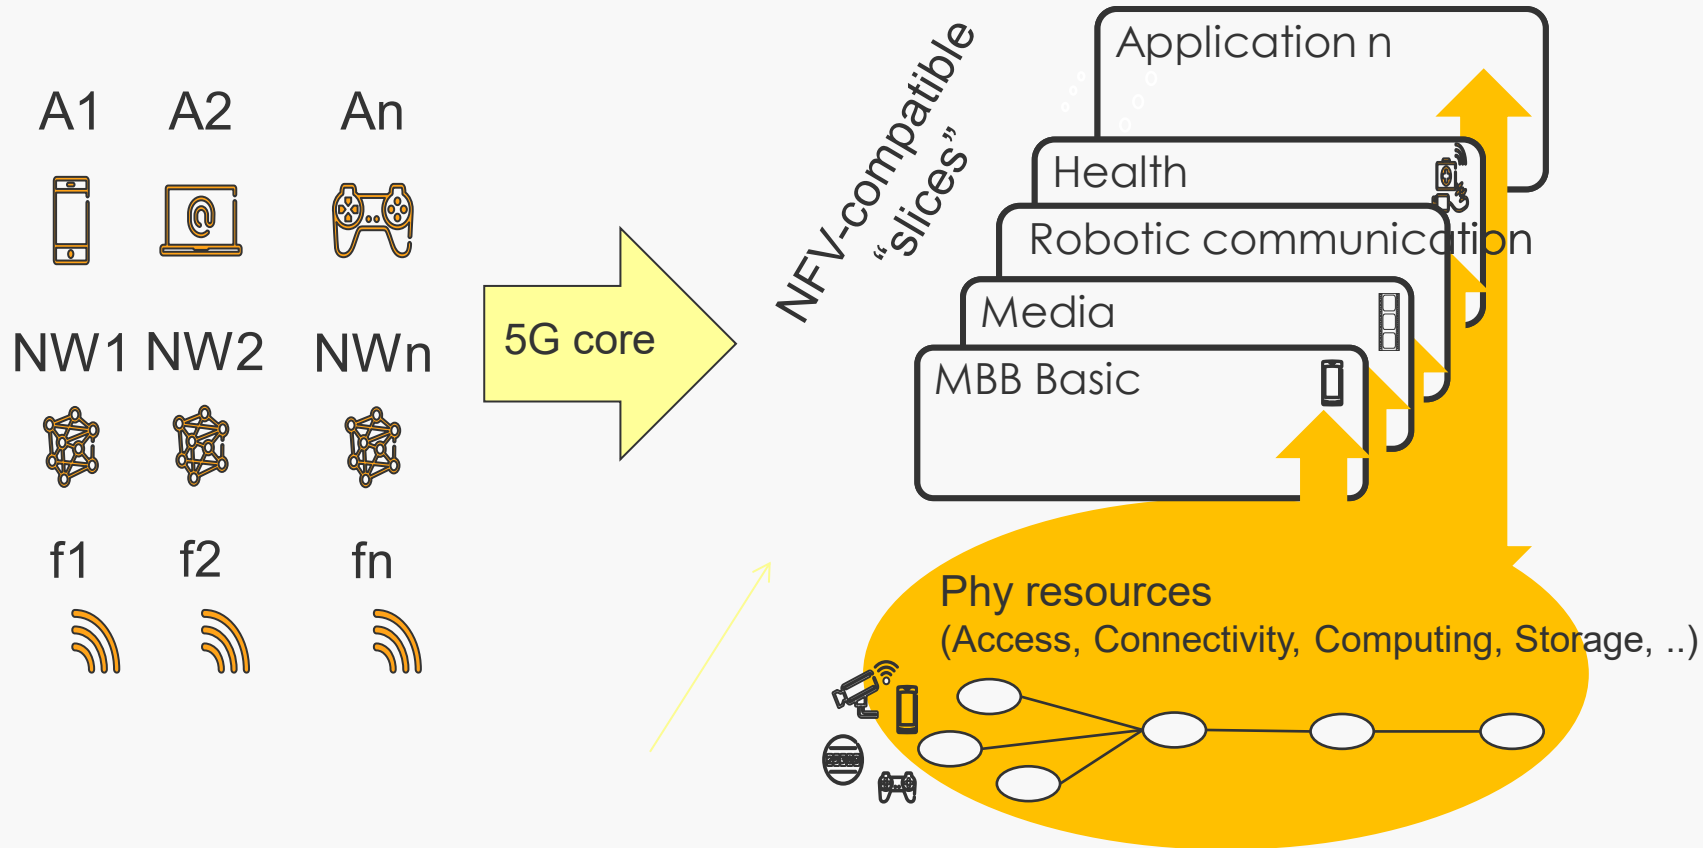 A1 A2 An
NW1 NW2 NWn
f1 f2 fn
5G core
NFV-compatible
“slices”
Application n
Health
Robotic communication
Media
MBB Basic
Phy resources
(Access, Connectivity, Computing, Storage, ..)